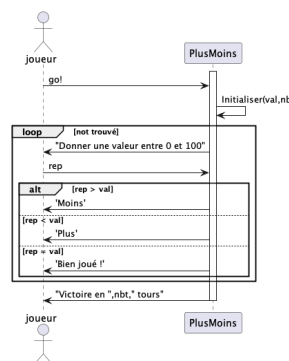 joueur
PlusMoins
go!
Initialiser(val,nb
loop [not trouvé]
"Donner une valeur entre 0 et 100"
rep
alt [rep > val]
'Moins'
[rep < val]
'Plus'
[rep = val]
'Bien joué !'
"Victoire en ",nbt," tours"
joueur
PlusMoins